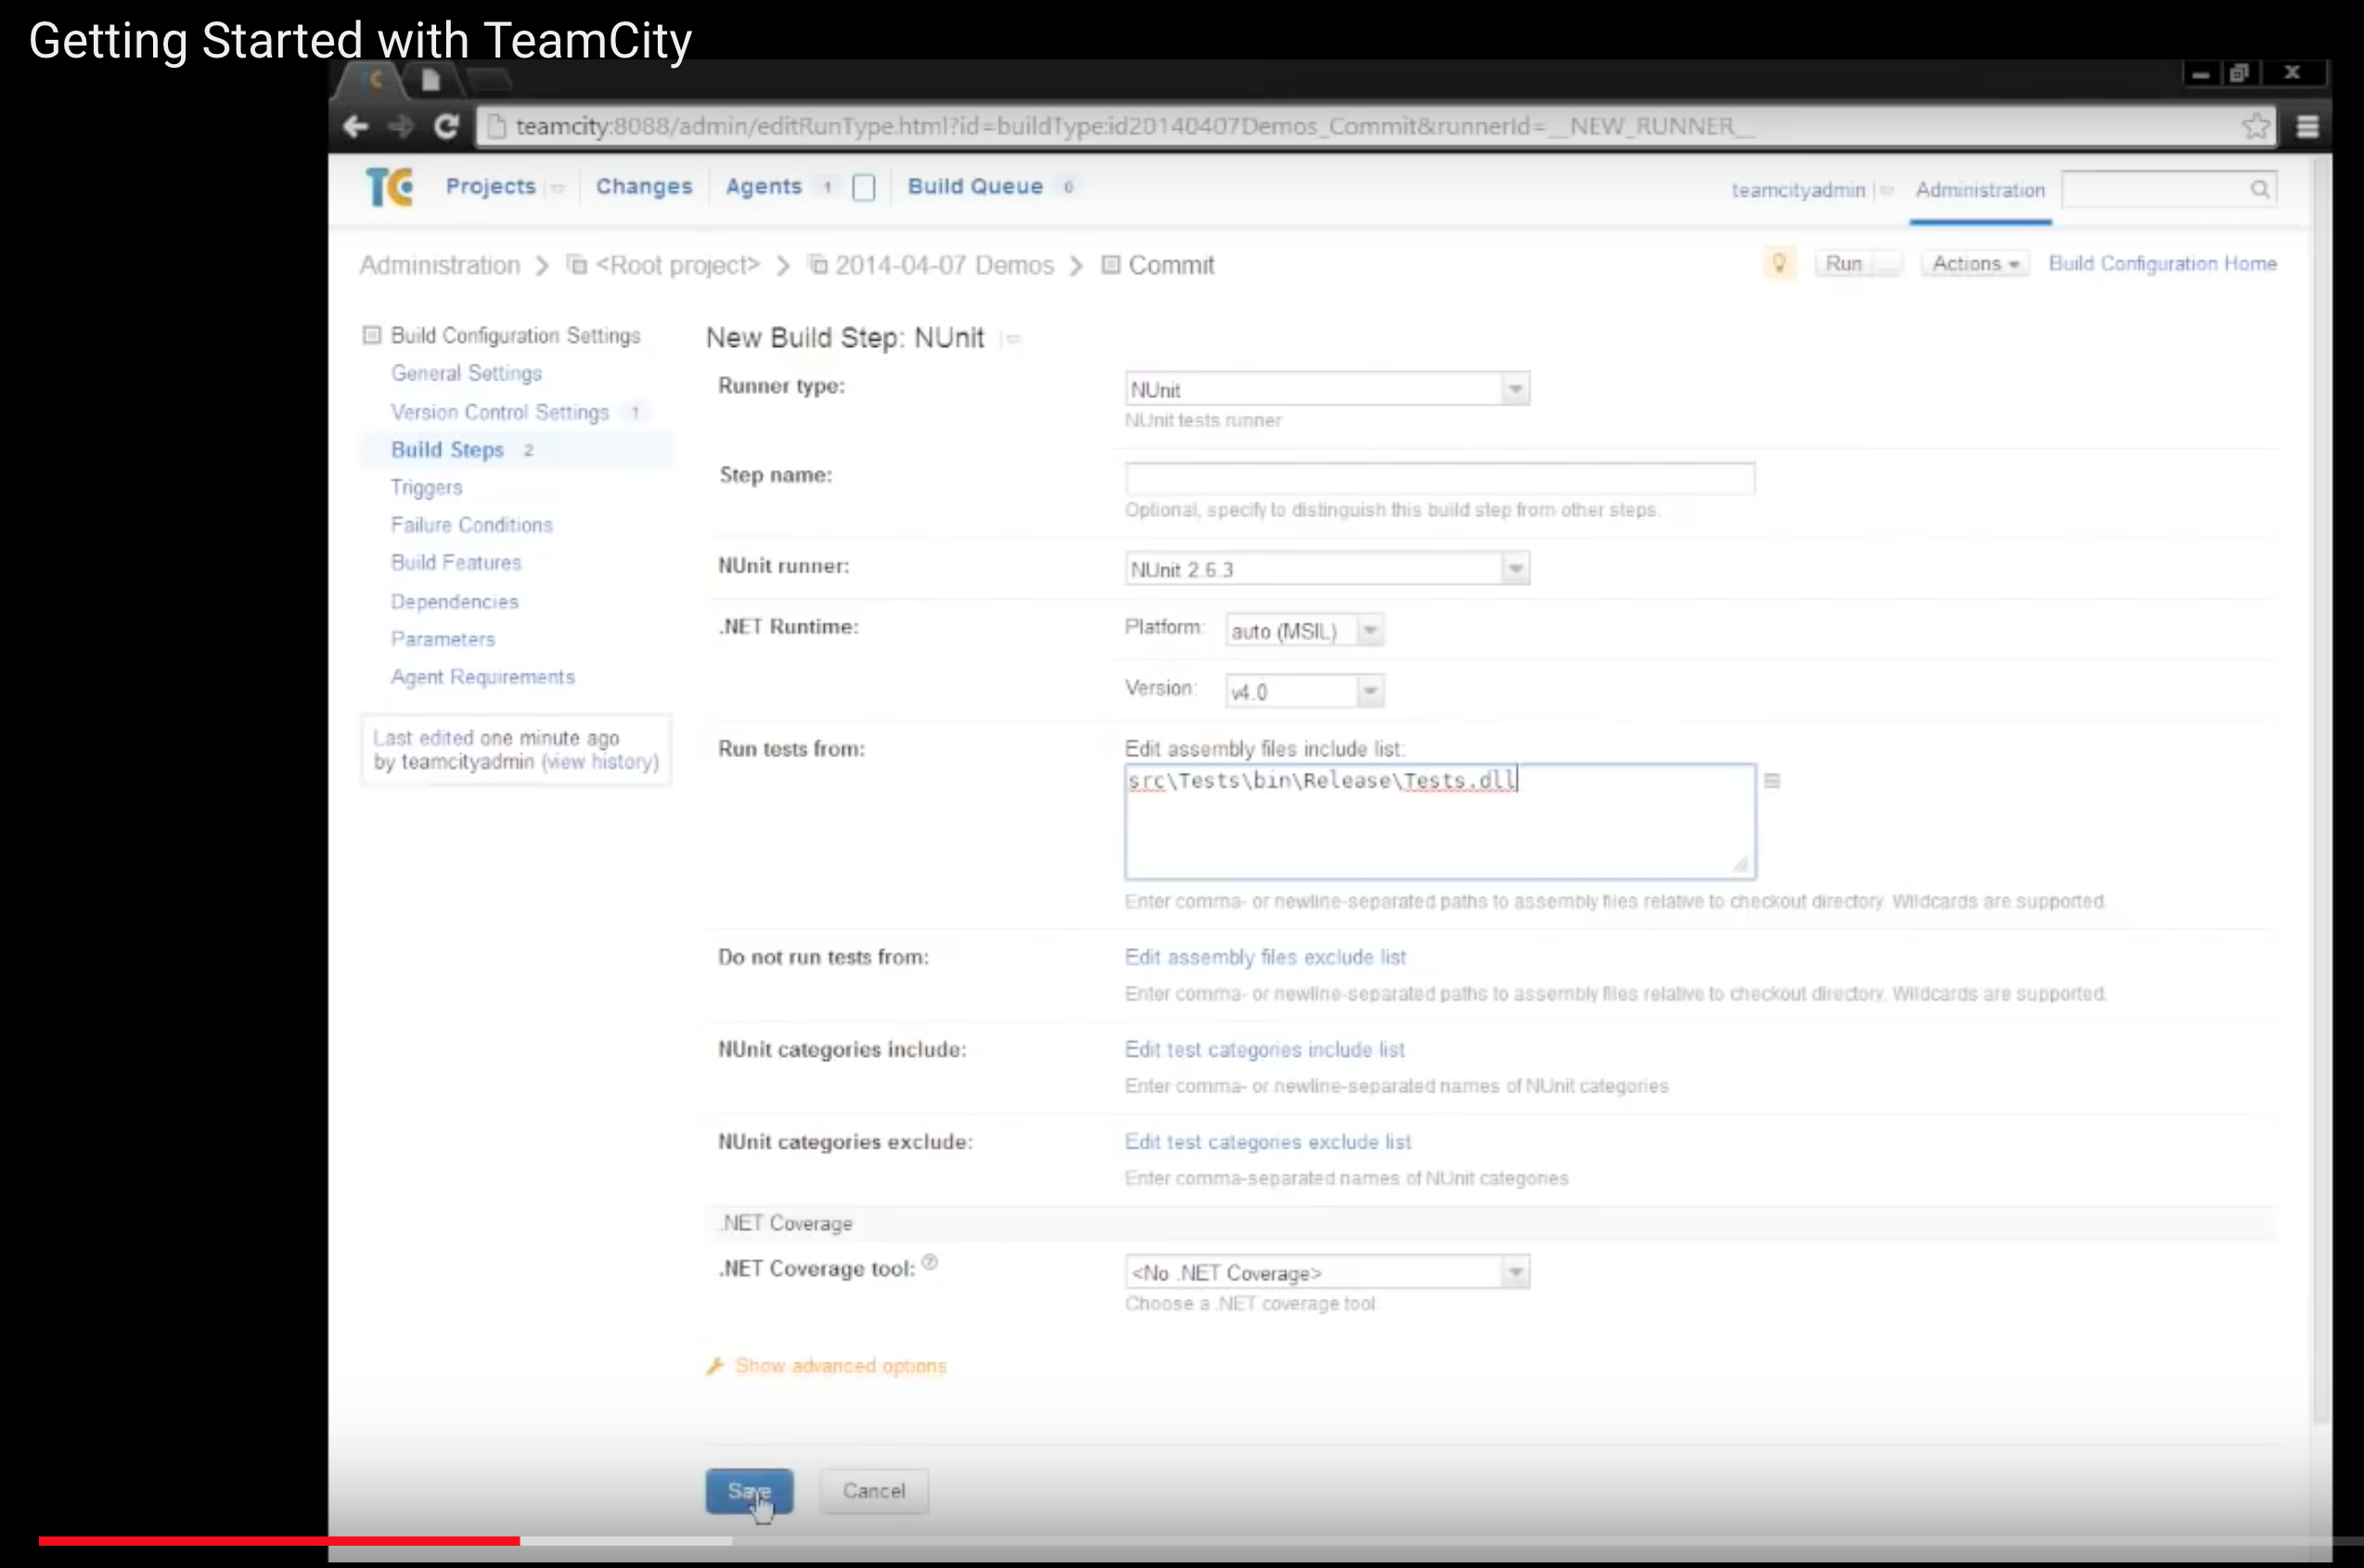 Getting Started with TeamCity
teamcity:8088/admin/editRunType.html?id=buildType:id20140407Demos_Commit&runnerId=__NEW_RUNNER__
TC Projects Changes Agents 1 Build Queue 0 teamcityadmin Administration
Administration > <Root project> > 2014-04-07 Demos > Commit Run Actions Build Configuration Home
Build Configuration Settings
General Settings
Version Control Settings 1
Build Steps 2
Triggers
Failure Conditions
Build Features
Dependencies
Parameters
Agent Requirements
Last edited one minute ago
by teamcityadmin (view history)
New Build Step: NUnit
Runner type: NUnit
NUnit tests runner
Step name:
Optional, specify to distinguish this build step from other steps.
NUnit runner: NUnit 2.6.3
.NET Runtime: Platform: auto (MSIL)
Version: v4.0
Run tests from: Edit assembly files include list:
src\Tests\bin\Release\Tests.dll
Enter comma- or newline-separated paths to assembly files relative to checkout directory. Wildcards are supported.
Do not run tests from: Edit assembly files exclude list
Enter comma- or newline-separated paths to assembly files relative to checkout directory. Wildcards are supported.
NUnit categories include: Edit test categories include list
Enter comma- or newline-separated names of NUnit categories
NUnit categories exclude: Edit test categories exclude list
Enter comma-separated names of NUnit categories
.NET Coverage
.NET Coverage tool: ? <No .NET Coverage>
Choose a .NET coverage tool.
Show advanced options
Save Cancel